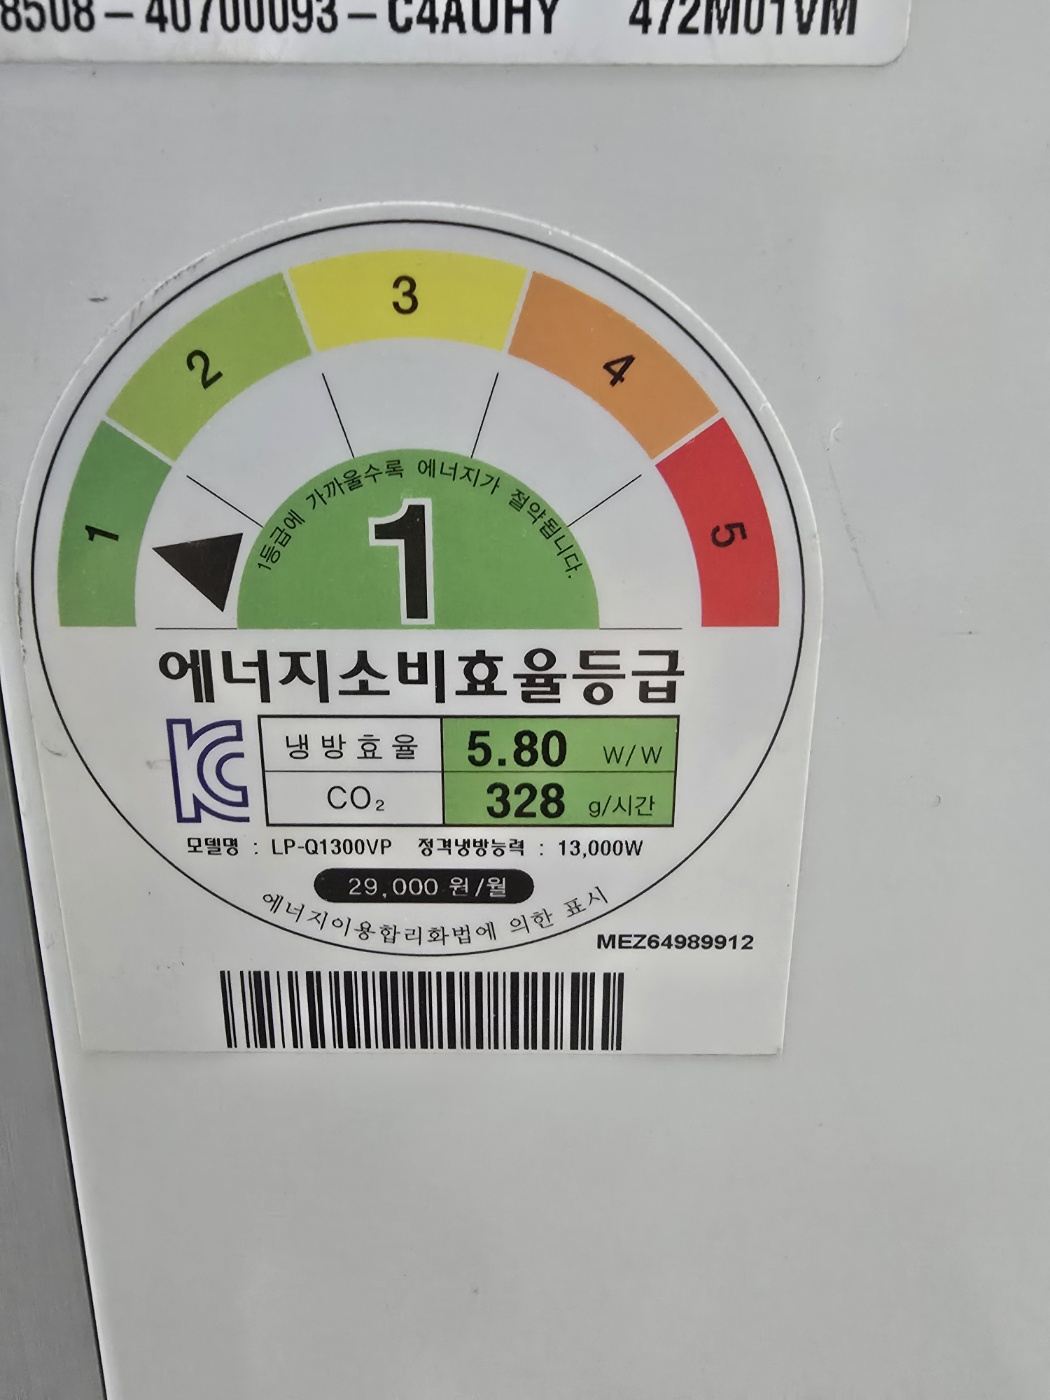 8508-40700093-C4AUHY 472M01VM
1
2
3
4
5
1등급에 가까울수록 에너지가 절약됩니다.
1
에너지소비효율등급
KC
냉방효율 5.80 W/W
CO₂ 328 g/시간
모델명 : LP-Q1300VP 정격냉방능력 : 13,000W
29,000 원/월
에너지이용합리화법에 의한 표시
MEZ64989912